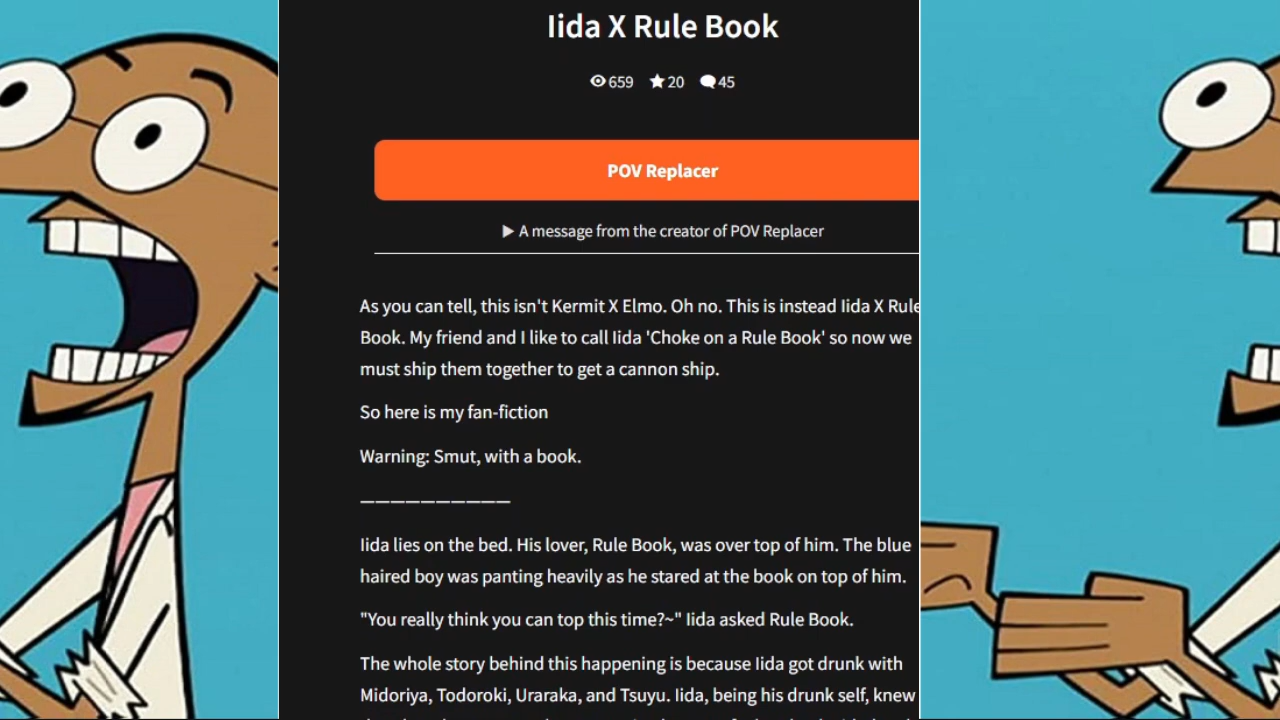 Iida X Rule Book
659 20 45
POV Replacer
▶ A message from the creator of POV Replacer
As you can tell, this isn't Kermit X Elmo. Oh no. This is instead Iida X Rule
Book. My friend and I like to call Iida 'Choke on a Rule Book' so now we
must ship them together to get a cannon ship.
So here is my fan-fiction
Warning: Smut, with a book.
——————————
Iida lies on the bed. His lover, Rule Book, was over top of him. The blue
haired boy was panting heavily as he stared at the book on top of him.
"You really think you can top this time?~" Iida asked Rule Book.
The whole story behind this happening is because Iida got drunk with
Midoriya, Todoroki, Uraraka, and Tsuyu. Iida, being his drunk self, knew